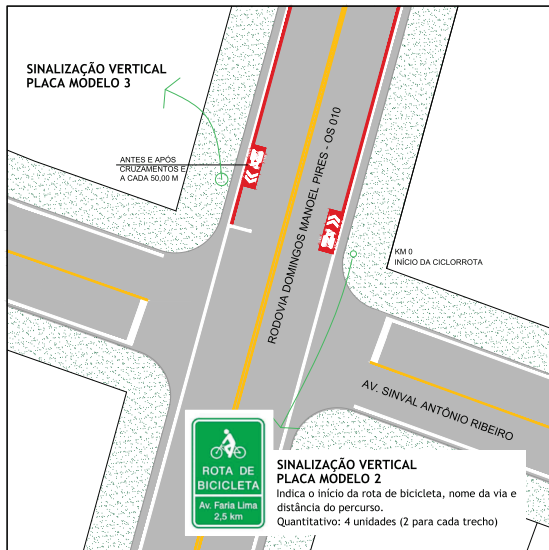 SINALIZAÇÃO VERTICAL
PLACA MODELO 3
ANTES E APÓS
CRUZAMENTOS E
A CADA 50,00 M
RODOVIA DOMINGOS MANOEL PIRES - OS 010
KM 0
INÍCIO DA CICLORROTA
AV. SINVAL ANTÔNIO RIBEIRO
ROTA DE
BICICLETA
Av. Faria Lima
2,5 km
SINALIZAÇÃO VERTICAL
PLACA MODELO 2
Indica o início da rota de bicicleta, nome da via e
distância do percurso.
Quantitativo: 4 unidades (2 para cada trecho)